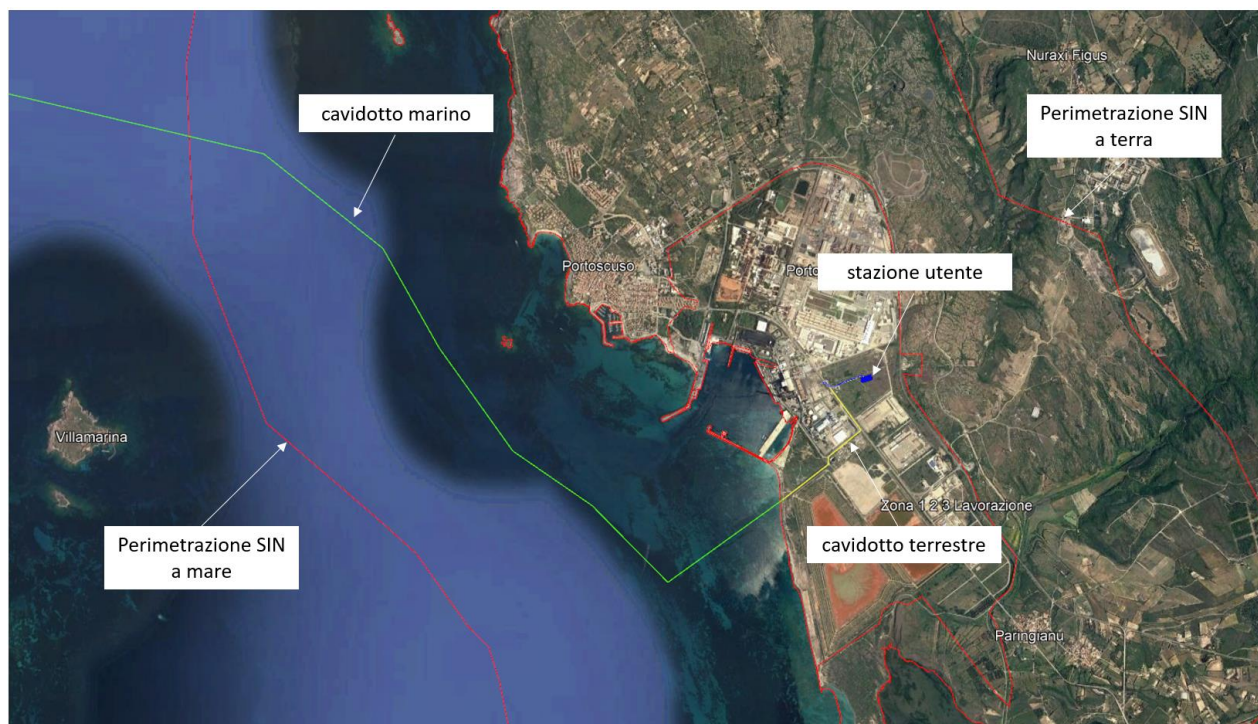 Nuraxi Figus
cavidotto marino
Perimetrazione SIN
a terra
Portoscuso
Porto
stazione utente
Villamarina
Zona 1 2 3 Lavorazione
Perimetrazione SIN
a mare
cavidotto terrestre
Paringianu